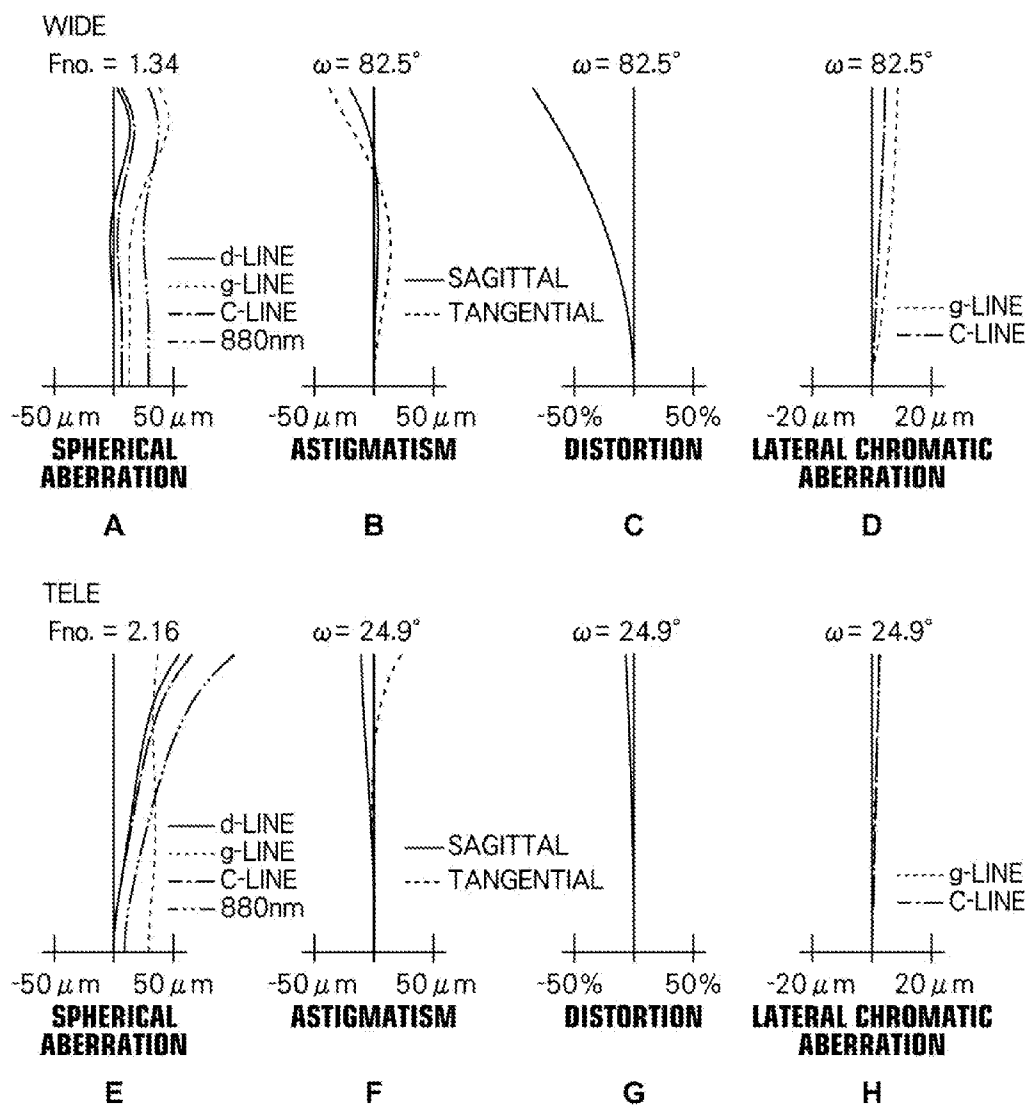 WIDE
Fno. = 1.34
ω= 82.5°
ω= 82.5°
ω= 82.5°
d-LINE
g-LINE
C-LINE
880nm
SAGITTAL
TANGENTIAL
g-LINE
C-LINE
-50 μm 50 μm
-50 μm 50 μm
-50% 50%
-20 μm 20 μm
SPHERICAL
ABERRATION
ASTIGMATISM
DISTORTION
LATERAL CHROMATIC
ABERRATION
A
B
C
D
TELE
Fno. = 2.16
ω= 24.9°
ω= 24.9°
ω= 24.9°
d-LINE
g-LINE
C-LINE
880nm
SAGITTAL
TANGENTIAL
g-LINE
C-LINE
-50 μm 50 μm
-50 μm 50 μm
-50% 50%
-20 μm 20 μm
SPHERICAL
ABERRATION
ASTIGMATISM
DISTORTION
LATERAL CHROMATIC
ABERRATION
E
F
G
H